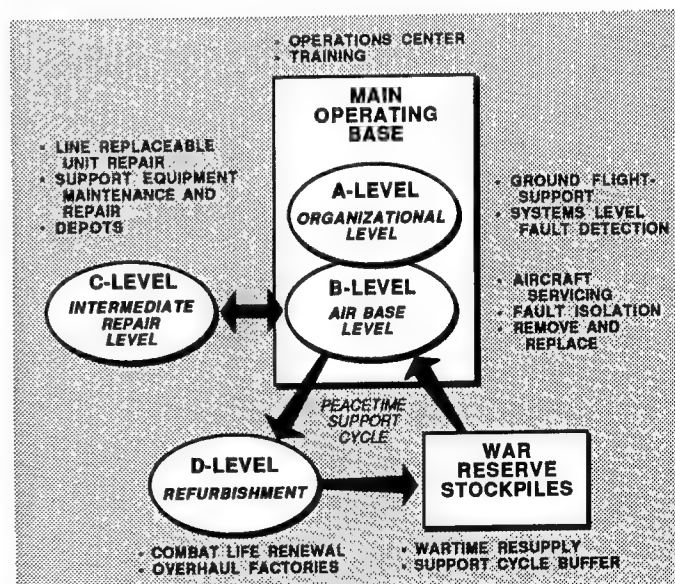 • OPERATIONS CENTER
• TRAINING
MAIN
OPERATING
BASE
• LINE REPLACEABLE
UNIT REPAIR
• SUPPORT EQUIPMENT
MAINTENANCE AND
REPAIR
• DEPOTS
A-LEVEL
ORGANIZATIONAL
LEVEL
• GROUND FLIGHT-
SUPPORT
• SYSTEMS LEVEL
FAULT DETECTION
C-LEVEL
INTERMEDIATE
REPAIR
LEVEL
B-LEVEL
AIR BASE
LEVEL
• AIRCRAFT
SERVICING
• FAULT ISOLATION
• REMOVE AND
REPLACE
PEACETIME
SUPPORT
CYCLE
D-LEVEL
REFURBISHMENT
WAR
RESERVE
STOCKPILES
• COMBAT LIFE RENEWAL
• OVERHAUL FACTORIES
• WARTIME RESUPPLY
• SUPPORT CYCLE BUFFER